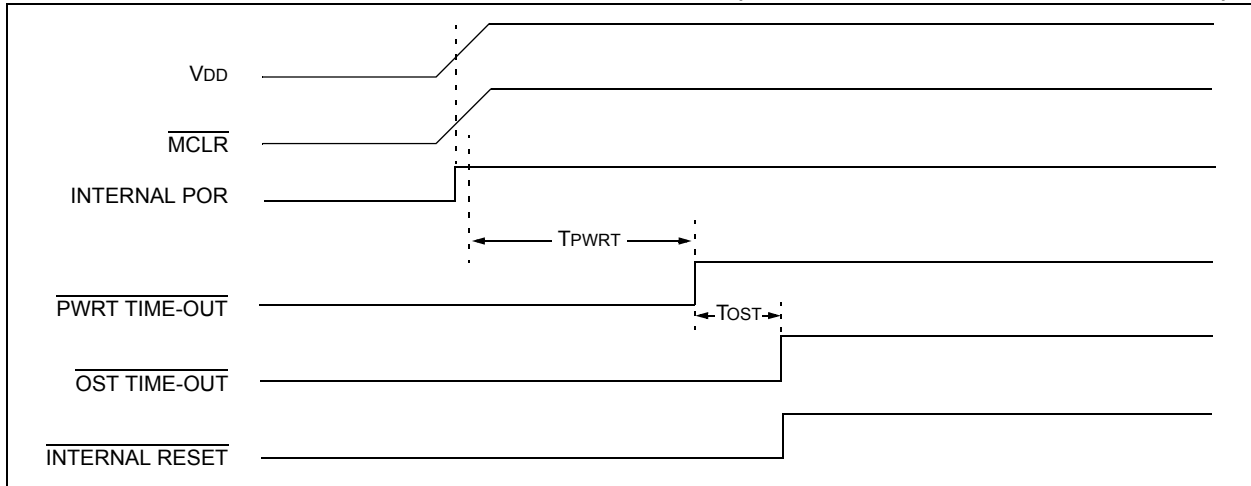 VDD
MCLR
INTERNAL POR
TPWRT
PWRT TIME-OUT
TOST
OST TIME-OUT
INTERNAL RESET